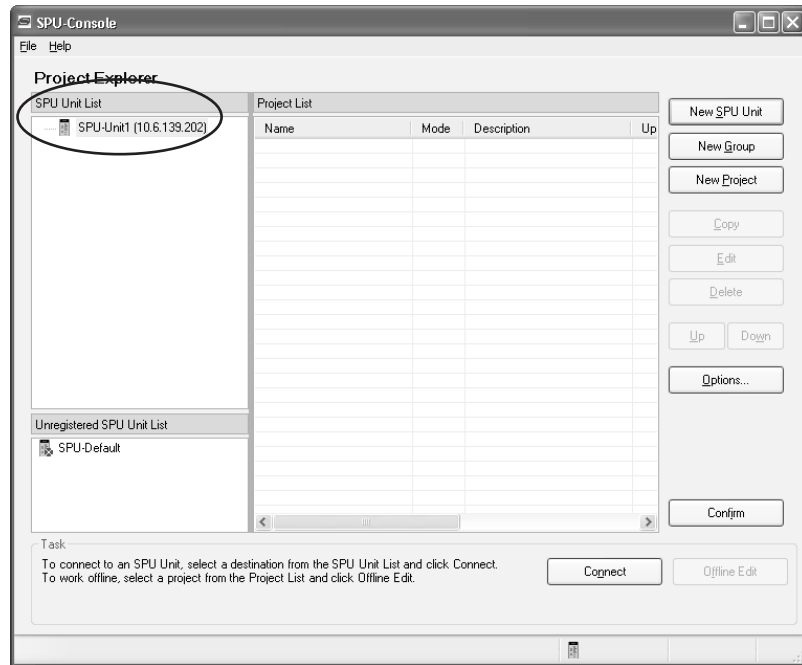 SPU-Console
File Help
Project Explorer
SPU Unit List
Project List
SPU-Unit1 (10.6.139.202)
Name Mode Description Up
New SPU Unit
New Group
New Project
Copy
Edit
Delete
Up Down
Options...
Unregistered SPU Unit List
SPU-Default
Confirm
Task
To connect to an SPU Unit, select a destination from the SPU Unit List and click Connect.
To work offline, select a project from the Project List and click Offline Edit.
Connect
Offline Edit